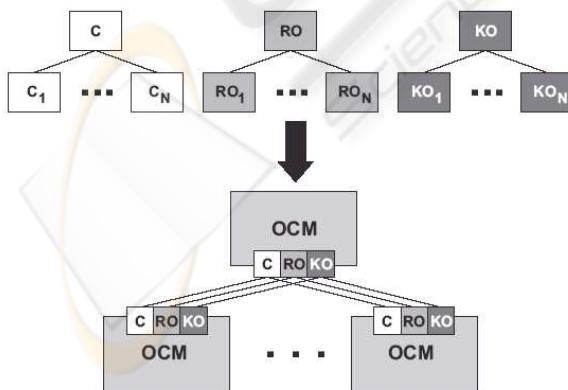 C RO KO
C1 ... CN RO1 ... RON KO1 ... KON
OCM
C RO KO
C RO KO C RO KO
OCM ... OCM